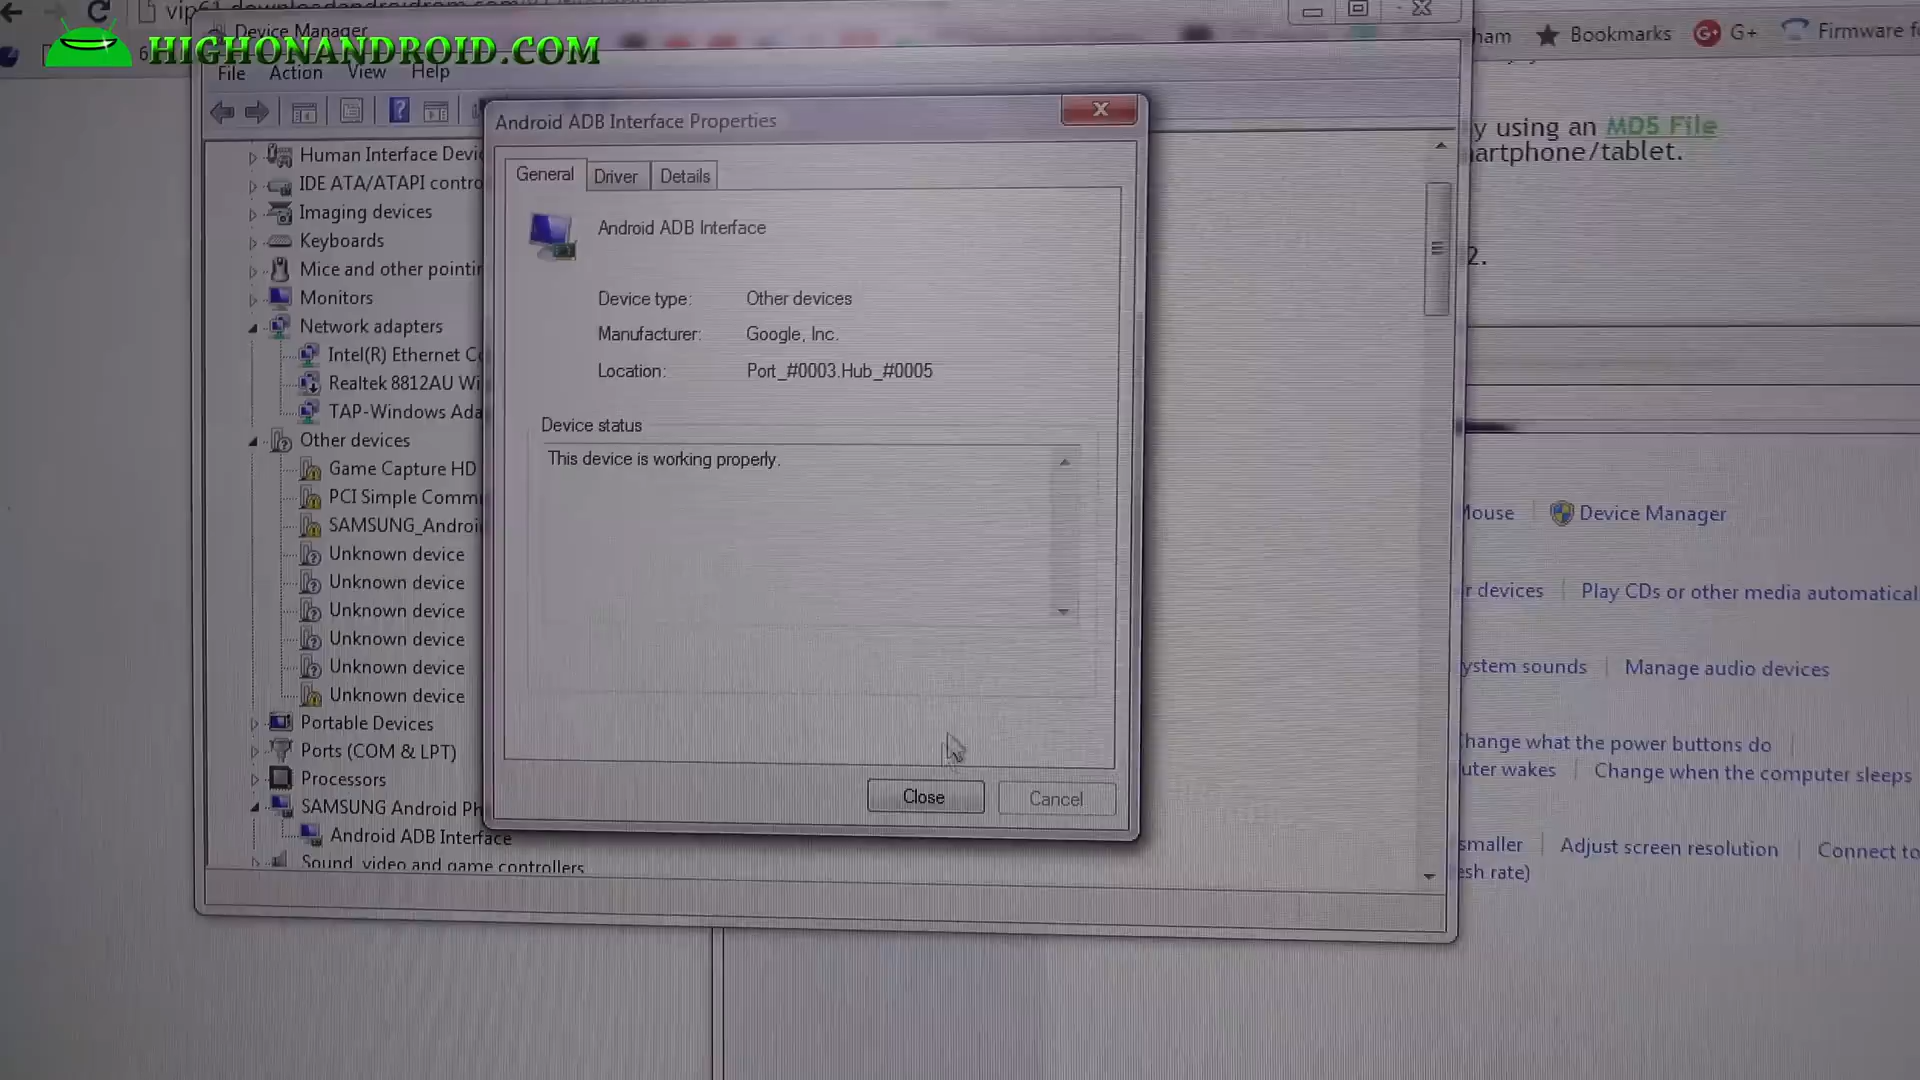 Device Manager
HIGHONANDROID.COM
File Action View Help
ham Bookmarks G+ G+ Firmware
y using an MD5 File
artphone/tablet.
2.
Human Interface Devi
IDE ATA/ATAPI contro
Imaging devices
Keyboards
Mice and other pointin
Monitors
Network adapters
Intel(R) Ethernet C
Realtek 8812AU Wi
TAP-Windows Ada
Other devices
Game Capture HD
PCI Simple Comm
SAMSUNG_Androi
Unknown device
Unknown device
Unknown device
Unknown device
Unknown device
Unknown device
Portable Devices
Ports (COM & LPT)
Processors
SAMSUNG Android Ph
Android ADB Interface
Sound, video and game controllers
Android ADB Interface Properties
General Driver Details
Android ADB Interface
Device type: Other devices
Manufacturer: Google, Inc.
Location: Port_#0003.Hub_#0005
Device status
This device is working properly.
Close Cancel
Mouse Device Manager
r devices Play CDs or other media automatical
ystem sounds Manage audio devices
Change what the power buttons do
uter wakes Change when the computer sleeps
smaller Adjust screen resolution Connect to
esh rate)